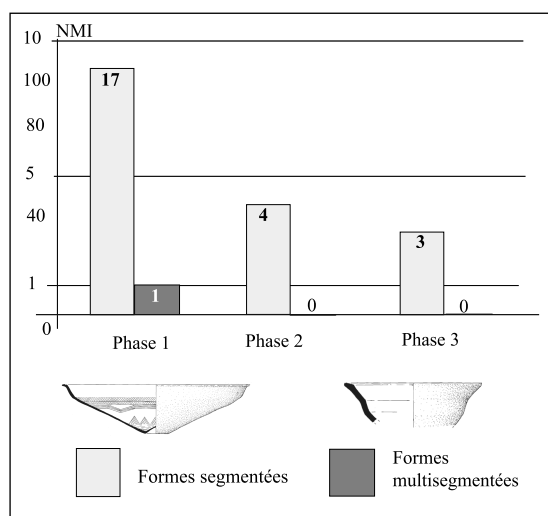 NMI
10
100
80
5
40
1
0
17
1
4
0
3
0
Phase 1
Phase 2
Phase 3
Formes segmentées
Formes
multisegmentées